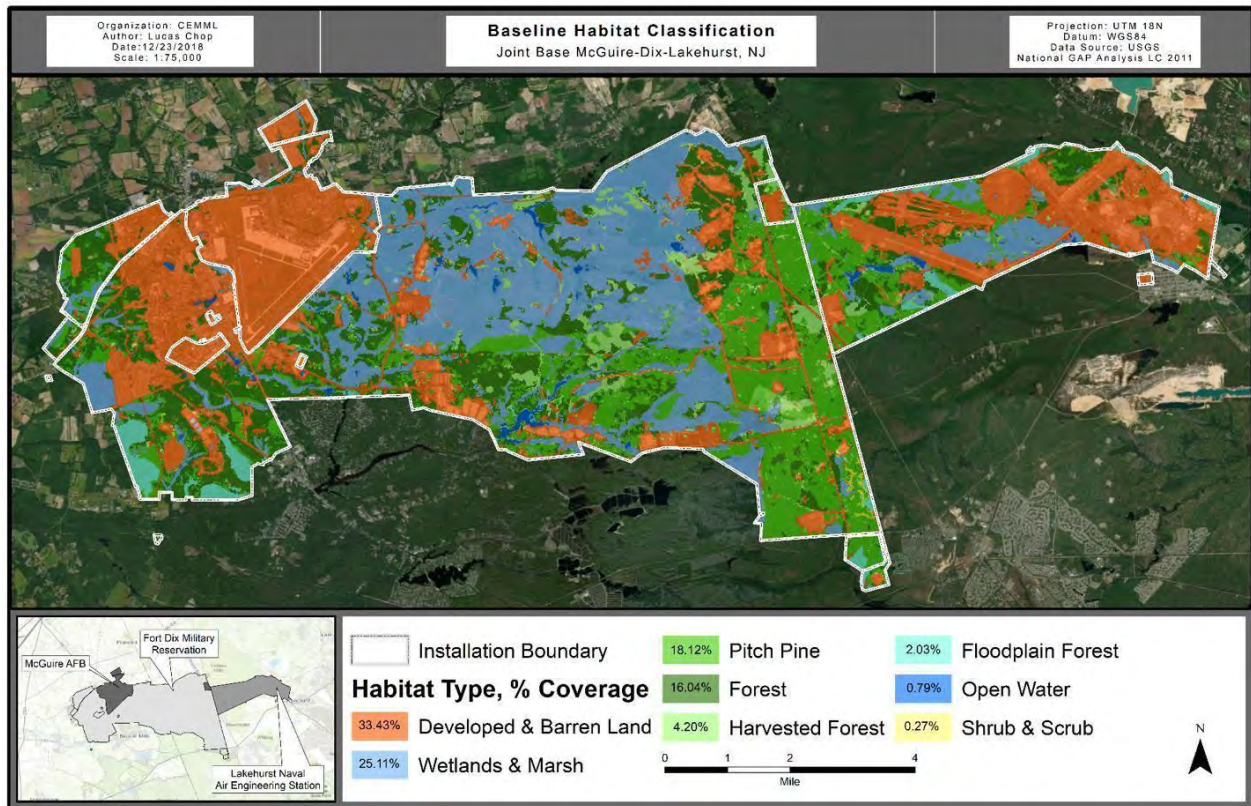 Organization: CEMML
Author: Lucas Chop
Date:12/23/2018
Scale: 1:75,000
Baseline Habitat Classification
Joint Base McGuire-Dix-Lakehurst, NJ
Projection: UTM 18N
Datum: WGS84
Data Source: USGS
National GAP Analysis LC 2011
McGuire AFB
Fort Dix Military
Reservation
Lakehurst Naval
Air Engineering Station
Installation Boundary
Habitat Type, % Coverage
33.43% Developed & Barren Land
25.11% Wetlands & Marsh
18.12% Pitch Pine
16.04% Forest
4.20% Harvested Forest
2.03% Floodplain Forest
0.79% Open Water
0.27% Shrub & Scrub
0 1 2 4
Mile
N